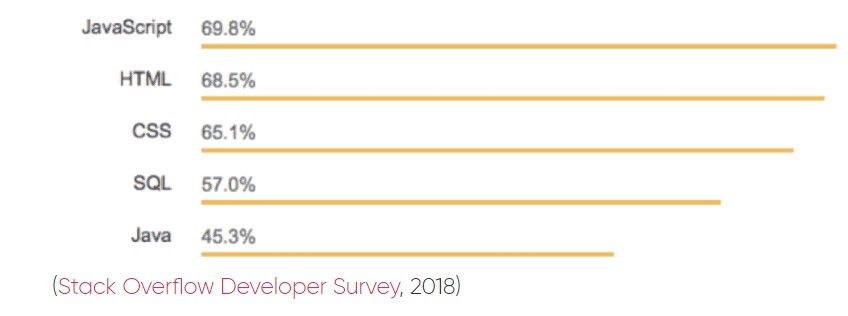 JavaScript 69.8%
HTML 68.5%
CSS 65.1%
SQL 57.0%
Java 45.3%
(Stack Overflow Developer Survey, 2018)